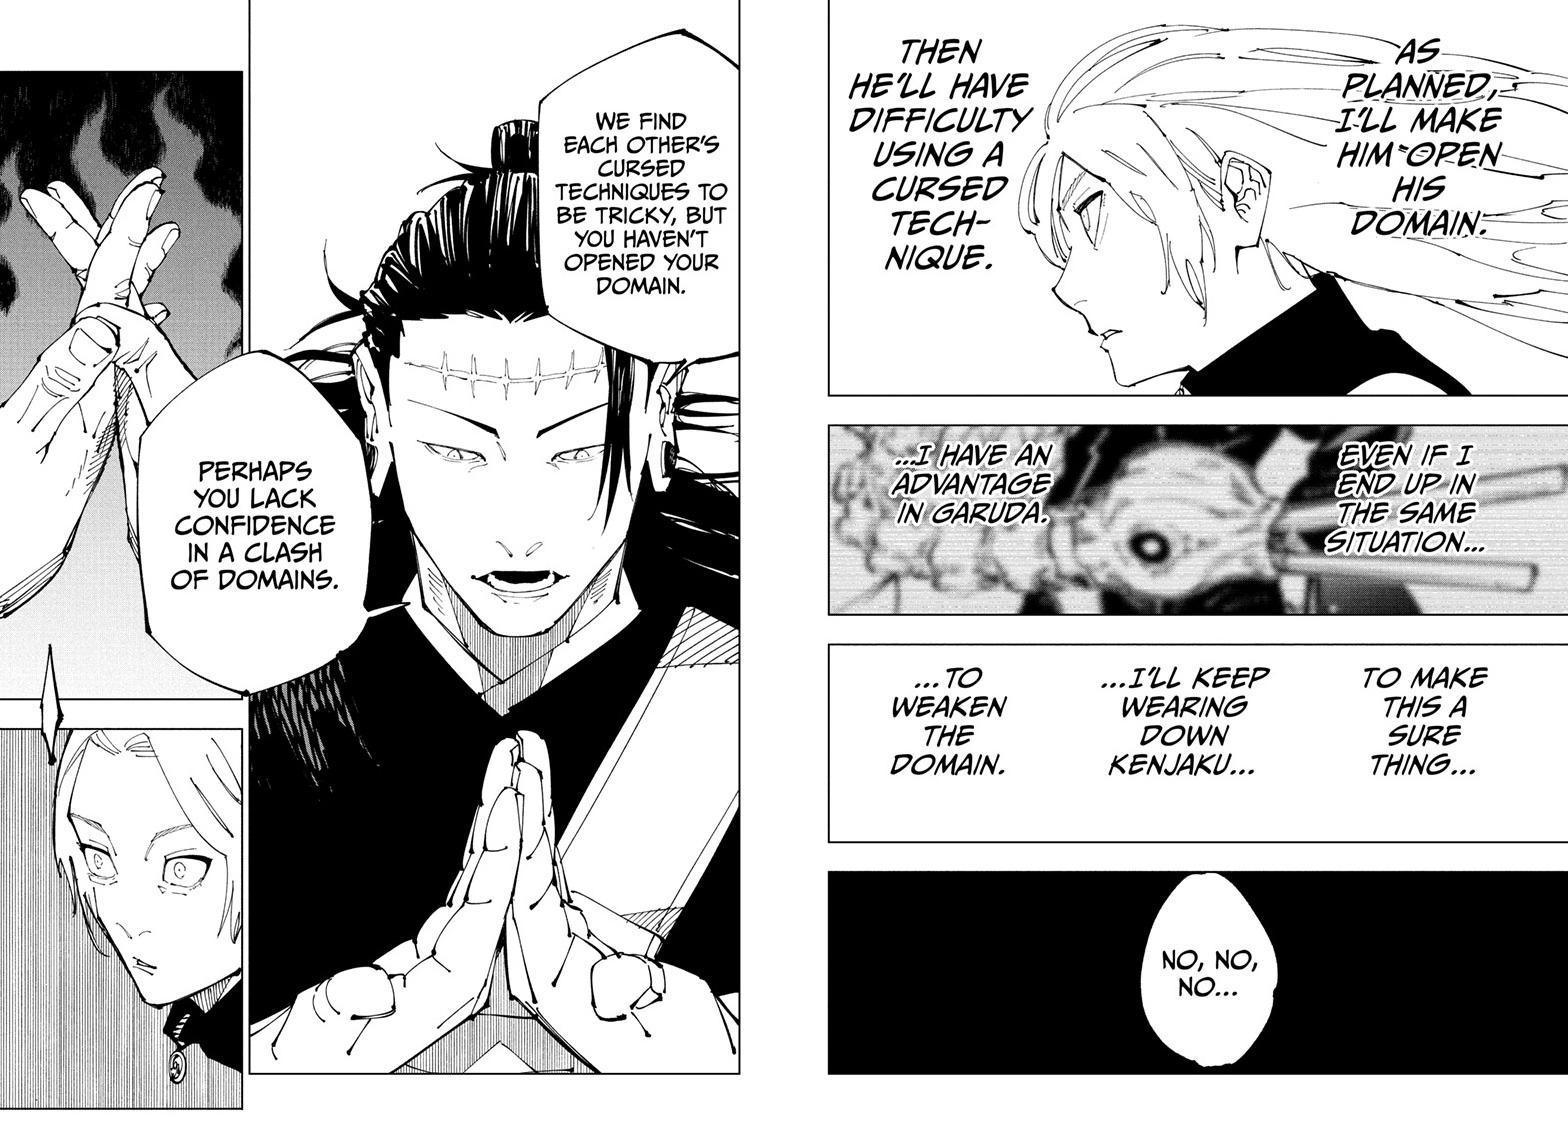 AS
PLANNED,
I'LL MAKE
HIM OPEN
HIS
DOMAIN.
THEN
HE'LL HAVE
DIFFICULTY
USING A
CURSED
TECH-
NIQUE.
EVEN IF I
END UP IN
THE SAME
SITUATION...
...I HAVE AN
ADVANTAGE
IN GARUDA.
TO MAKE
THIS A
SURE
THING...
...I'LL KEEP
WEARING
DOWN
KENJAKU...
...TO
WEAKEN
THE
DOMAIN.
NO, NO,
NO...
WE FIND
EACH OTHER'S
CURSED
TECHNIQUES TO
BE TRICKY, BUT
YOU HAVEN'T
OPENED YOUR
DOMAIN.
PERHAPS
YOU LACK
CONFIDENCE
IN A CLASH
OF DOMAINS.